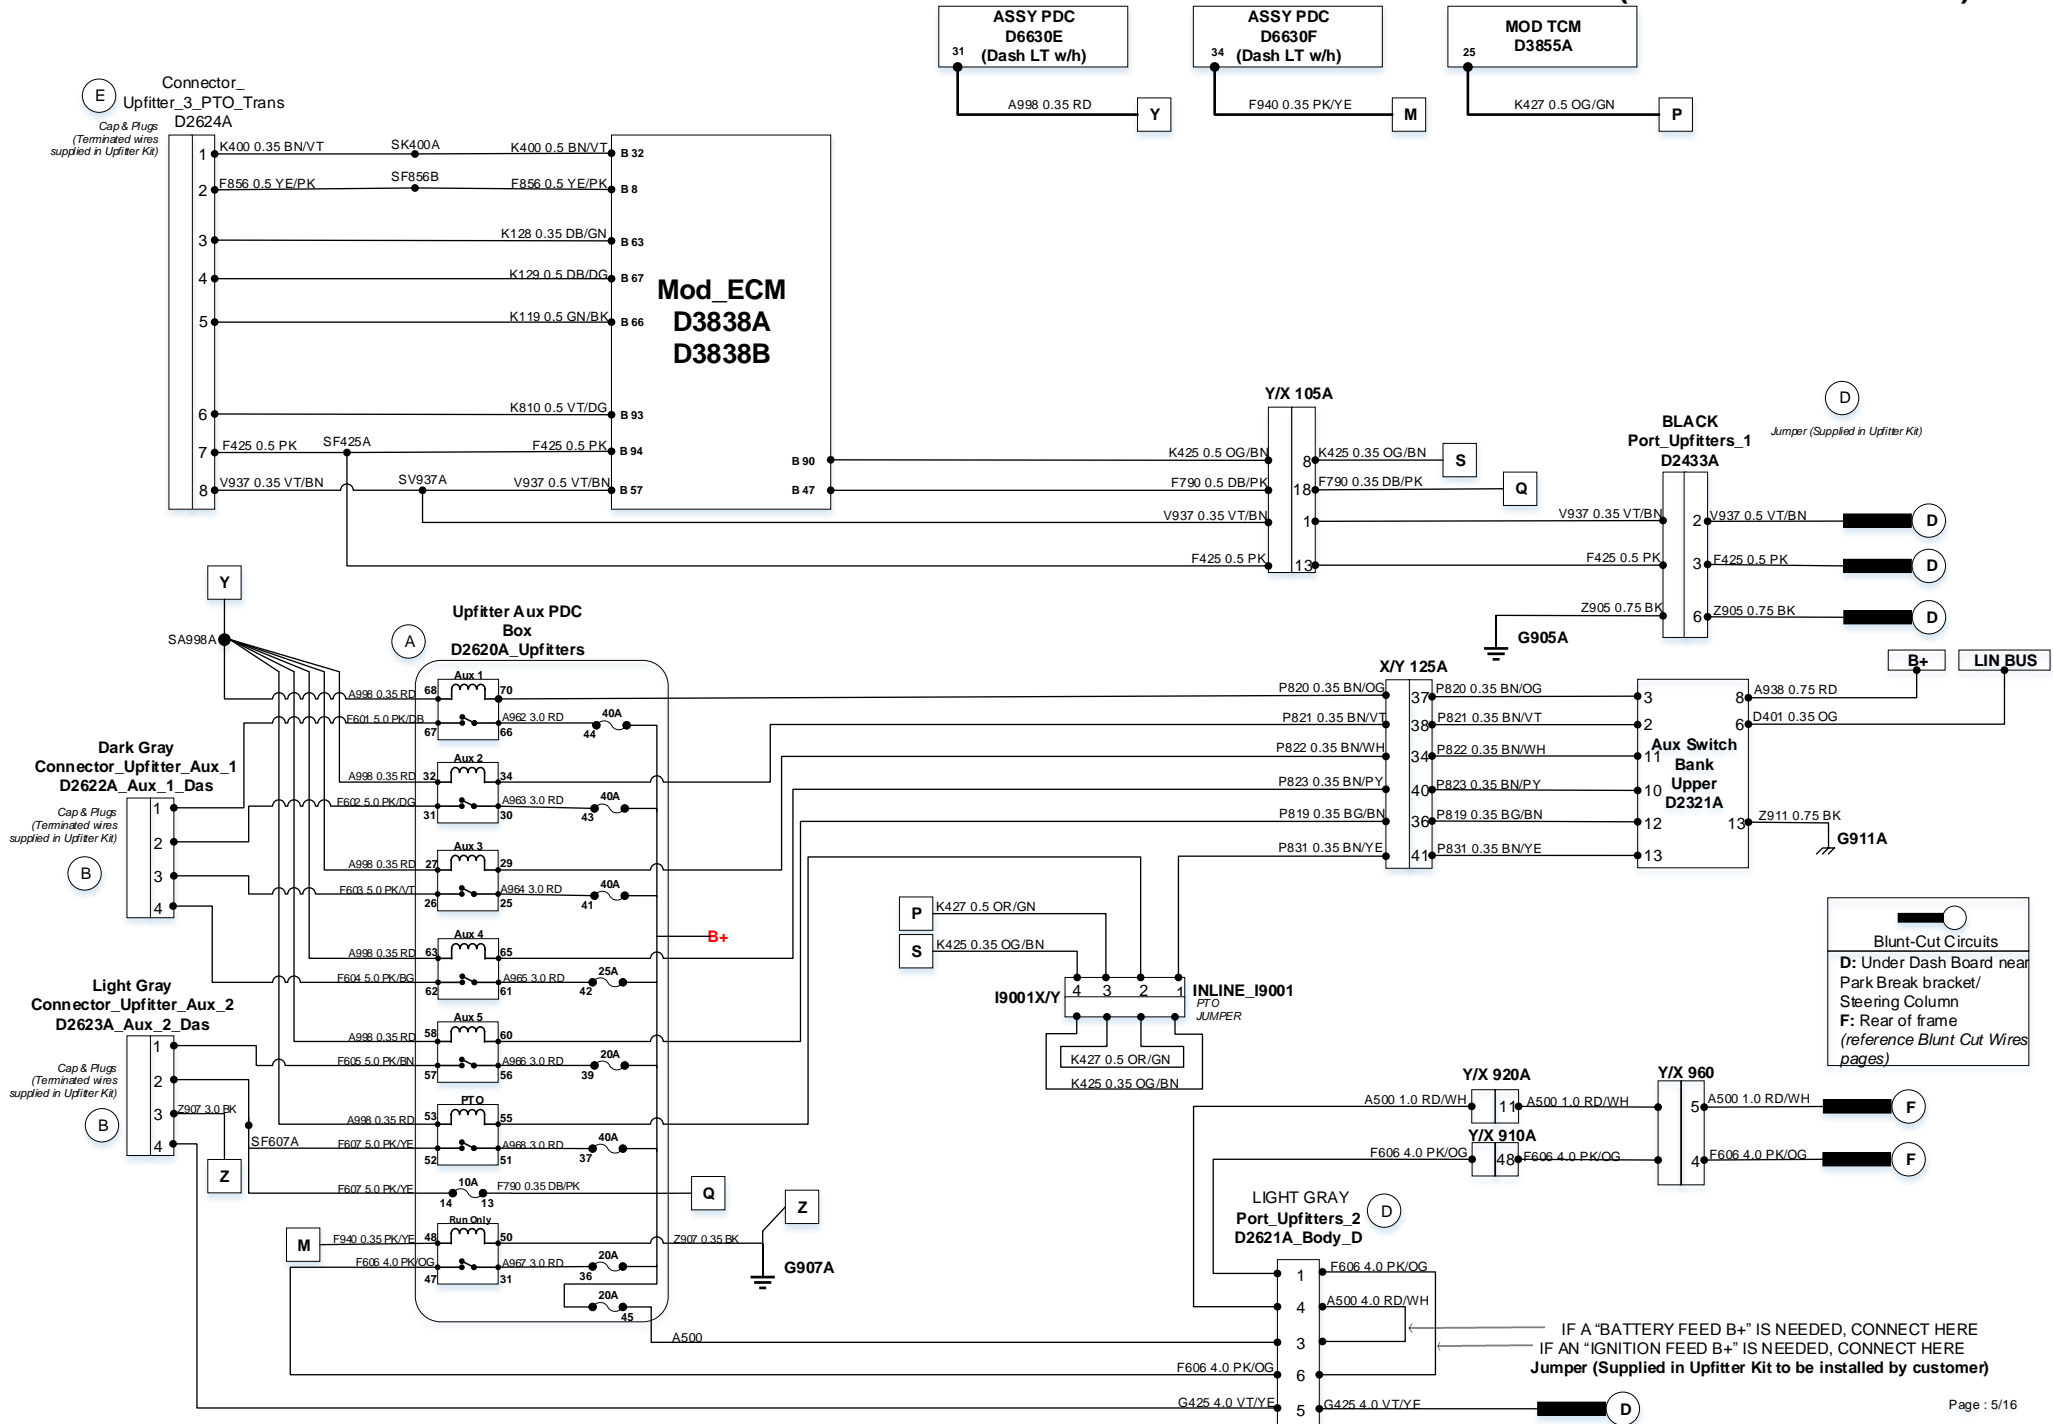 ASSY PDC
D6630E
(Dash LT w/h)
31
A998 0.35 RD
Y
ASSY PDC
D6630F
(Dash LT w/h)
34
F940 0.35 PK/YE
M
MOD TCM
D3855A
25
K427 0.5 OG/GN
P
E
Connector_
Upfitter_3_PTO_Trans
D2624A
Cap & Plugs
(Terminated wires
supplied in Upfitter Kit)
1 K400 0.35 BN/VT SK400A K400 0.5 BN/VT B 32
2 F856 0.5 YE/PK SF856B F856 0.5 YE/PK B 8
3 K128 0.35 DB/GN B 63
4 K129 0.5 DB/DG B 67
5 K119 0.5 GN/BK B 66
6 K810 0.5 VT/DG B 93
7 F425 0.5 PK SF425A F425 0.5 PK B 94
8 V937 0.35 VT/BN SV937A V937 0.5 VT/BN B 57
Mod_ECM
D3838A
D3838B
B 90
B 47
Y/X 105A
K425 0.5 OG/BN 8 K425 0.35 OG/BN S
F790 0.5 DB/PK 18 F790 0.35 DB/PK Q
V937 0.35 VT/BN 1 V937 0.35 VT/BN
F425 0.5 PK 13 F425 0.5 PK
BLACK
Port_Upfitters_1
D2433A
D
Jumper (Supplied in Upfitter Kit)
2 V937 0.5 VT/BN D
3 F425 0.5 PK D
Z905 0.75 BK 6 Z905 0.75 BK D
G905A
Y
SA998A
A
Upfitter Aux PDC
Box
D2620A_Upfitters
Aux 1
A998 0.35 RD 68 70
F601 5.0 PK/DB 67 66 A962 3.0 RD 40A 44
Aux 2
A998 0.35 RD 32 34
F602 5.0 PK/DG 31 30 A963 3.0 RD 40A 43
Aux 3
A998 0.35 RD 27 29
F603 5.0 PK/VT 26 25 A964 3.0 RD 40A 41
B+
Aux 4
A998 0.35 RD 63 65
F604 5.0 PK/BG 62 61 A965 3.0 RD 25A 42
Aux 5
A998 0.35 RD 58 60
F605 5.0 PK/BN 57 56 A966 3.0 RD 20A 39
PTO
A998 0.35 RD 53 55
F607 5.0 PK/YE 52 51 A968 3.0 RD 40A 37
F607 5.0 PK/YE 14 10A 13 F790 0.35 DB/PK Q
Run Only
M F940 0.35 PK/YE 48 50 Z907 0.35 BK
F606 4.0 PK/OG 47 31 A967 3.0 RD 20A 36
20A 45
A500
Z
G907A
Dark Gray
Connector_Upfitter_Aux_1
D2622A_Aux_1_Das
Cap & Plugs
(Terminated wires
supplied in Upfitter Kit)
B
1
2
3
4
Light Gray
Connector_Upfitter_Aux_2
D2623A_Aux_2_Das
Cap & Plugs
(Terminated wires
supplied in Upfitter Kit)
B
1
2
3 Z907 3.0 BK
4
SF607A
Z
X/Y 125A
P820 0.35 BN/OG 37 P820 0.35 BN/OG 3
P821 0.35 BN/VT 38 P821 0.35 BN/VT 2
P822 0.35 BN/WH 34 P822 0.35 BN/WH 11
P823 0.35 BN/PY 40 P823 0.35 BN/PY 10
P819 0.35 BG/BN 36 P819 0.35 BG/BN 12
P831 0.35 BN/YE 41 P831 0.35 BN/YE 13
Aux Switch
Bank
Upper
D2321A
B+
LIN BUS
8 A938 0.75 RD
6 D401 0.35 OG
13 Z911 0.75 BK
G911A
P K427 0.5 OR/GN
S K425 0.35 OG/BN
I9001X/Y
4 3 2 1
INLINE_I9001
PTO
JUMPER
K427 0.5 OR/GN
K425 0.35 OG/BN
Blunt-Cut Circuits
D: Under Dash Board near
Park Break bracket/
Steering Column
F: Rear of frame
(reference Blunt Cut Wires
pages)
Y/X 920A
Y/X 960
A500 1.0 RD/WH 11 A500 1.0 RD/WH 5 A500 1.0 RD/WH F
Y/X 910A
F606 4.0 PK/OG 48 F606 4.0 PK/OG 4 F606 4.0 PK/OG F
LIGHT GRAY
Port_Upfitters_2
D2621A_Body_D
D
1 F606 4.0 PK/OG
4 A500 4.0 RD/WH
3
F606 4.0 PK/OG 6
G425 4.0 VT/YE 5 G425 4.0 VT/YE D
IF A “BATTERY FEED B+” IS NEEDED, CONNECT HERE
IF AN “IGNITION FEED B+” IS NEEDED, CONNECT HERE
Jumper (Supplied in Upfitter Kit to be installed by customer)
Page : 5/16